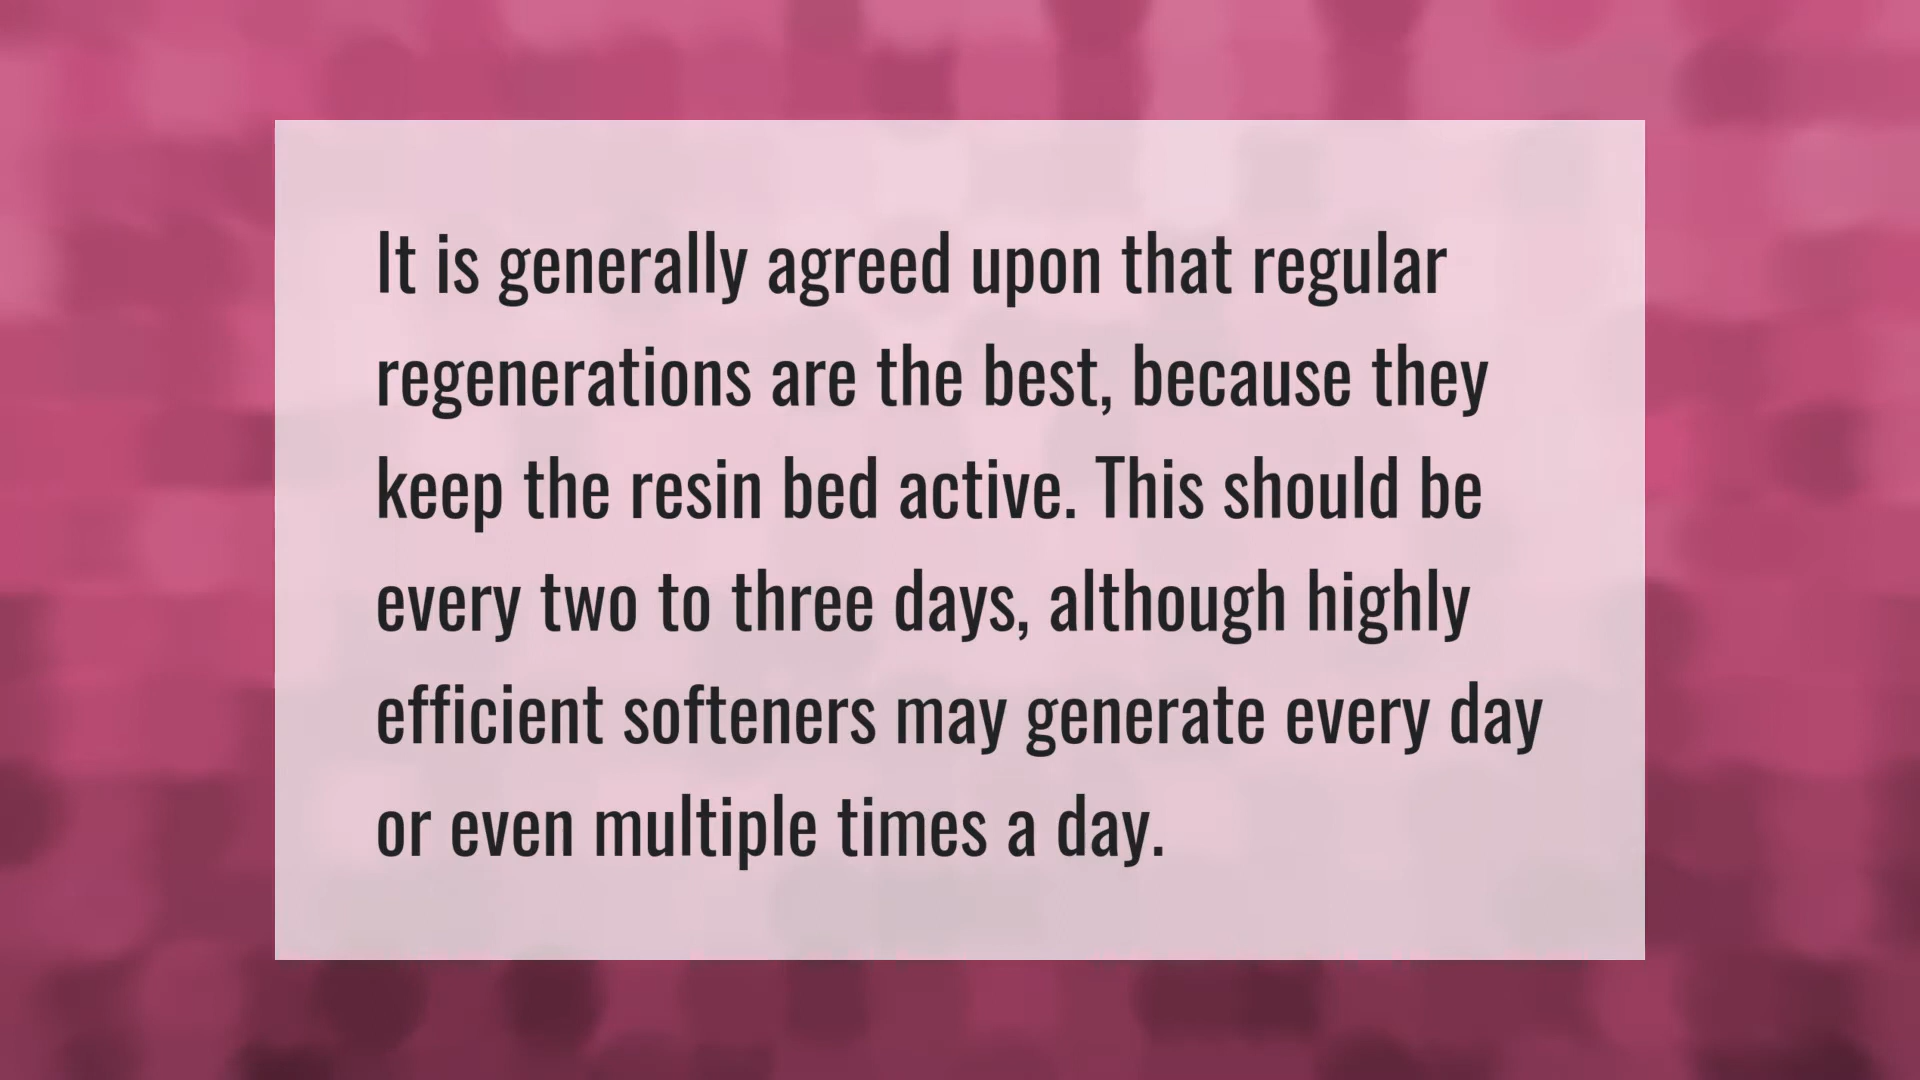 It is generally agreed upon that regular
regenerations are the best, because they
keep the resin bed active. This should be
every two to three days, although highly
efficient softeners may generate every day
or even multiple times a day.